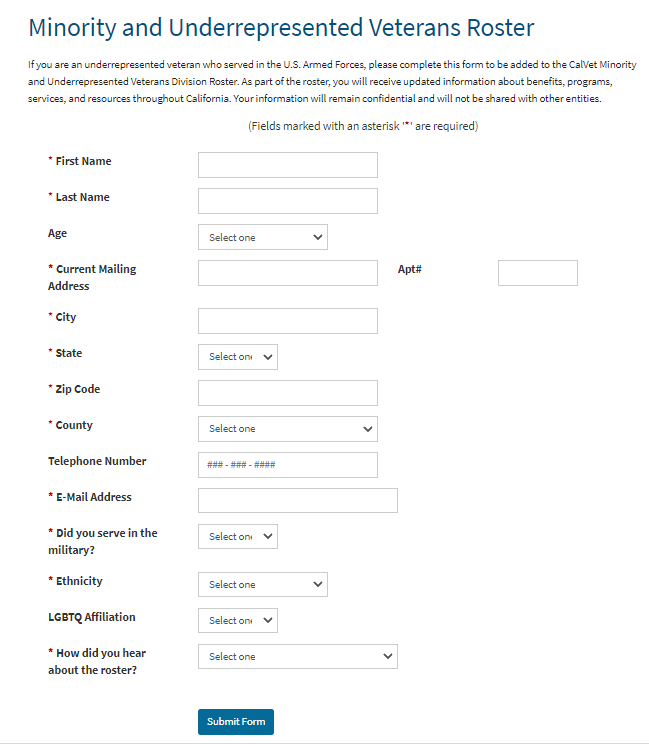 Minority and Underrepresented Veterans Roster
If you are an underrepresented veteran who served in the U.S. Armed Forces, please complete this form to be added to the CalVet Minority
and Underrepresented Veterans Division Roster. As part of the roster, you will receive updated information about benefits, programs,
services, and resources throughout California. Your information will remain confidential and will not be shared with other entities.
(Fields marked with an asterisk '*' are required)
* First Name
* Last Name
Age Select one
* Current Mailing Apt#
Address
* City
* State Select one
* Zip Code
* County Select one
Telephone Number ### - ### - ####
* E-Mail Address
* Did you serve in the Select one
military?
* Ethnicity Select one
LGBTQ Affiliation Select one
* How did you hear Select one
about the roster?
Submit Form